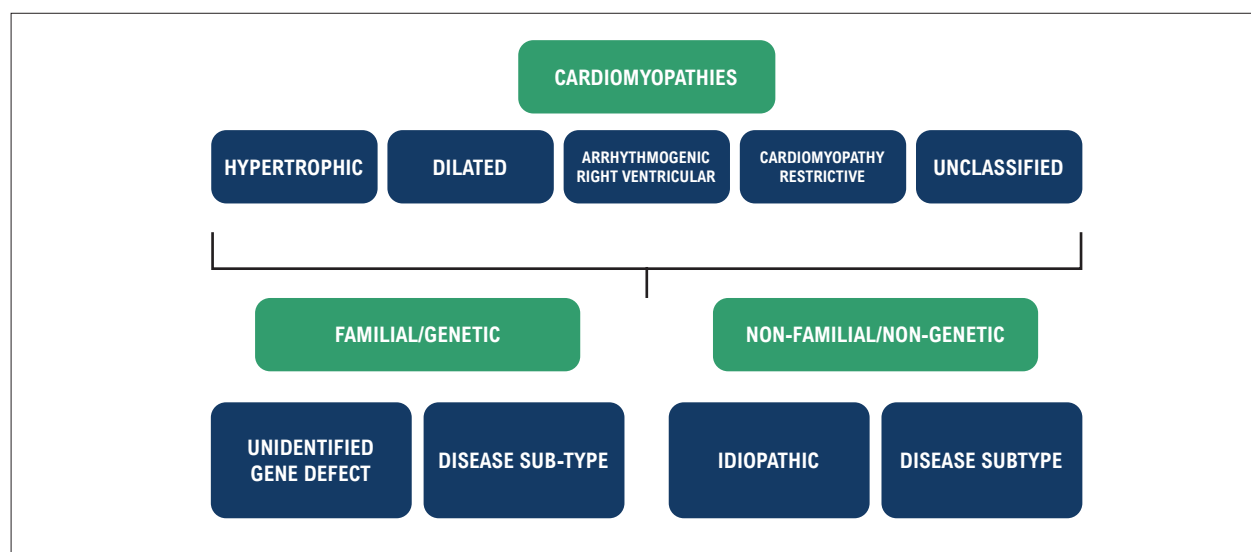 CARDIOMYOPATHIES
HYPERTROPHIC
DILATED
ARRHYTHMOGENIC
RIGHT VENTRICULAR
CARDIOMYOPATHY
RESTRICTIVE
UNCLASSIFIED
FAMILIAL/GENETIC
NON-FAMILIAL/NON-GENETIC
UNIDENTIFIED
GENE DEFECT
DISEASE SUB-TYPE
IDIOPATHIC
DISEASE SUBTYPE